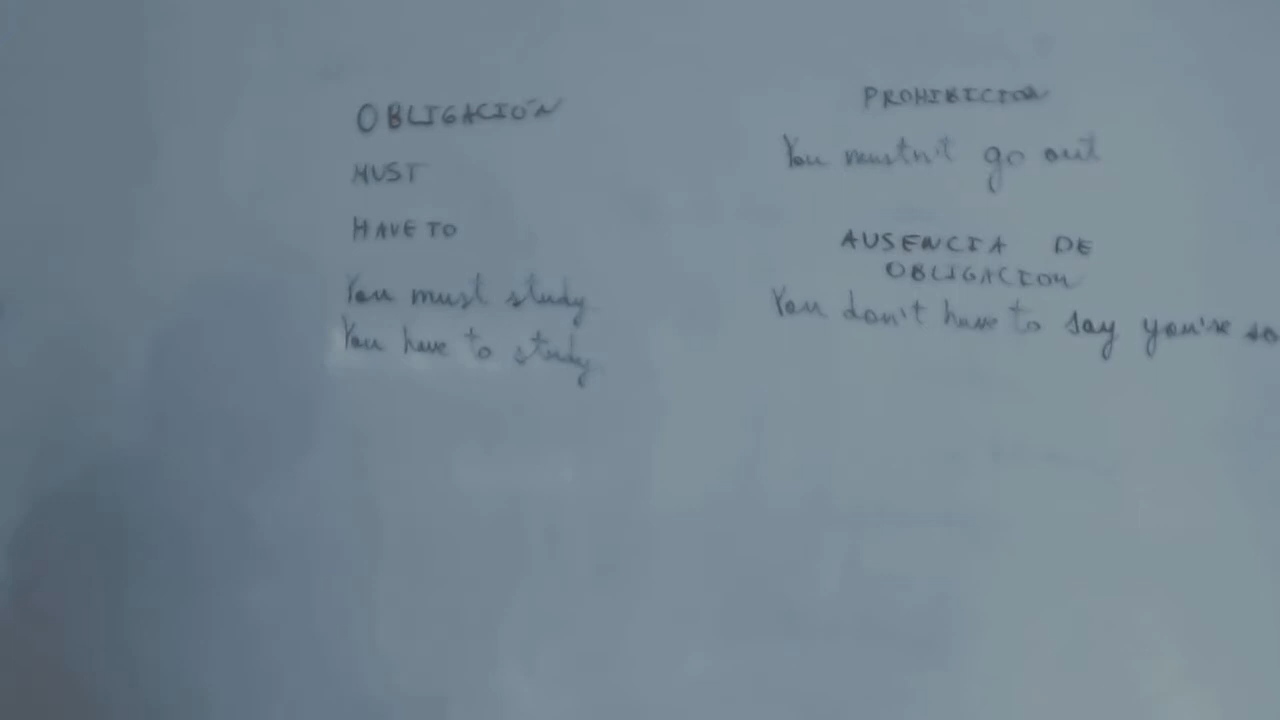 OBLIGACIÓN
MUST
HAVE TO
You must study
You have to study
PROHIBICION
You mustn't go out
AUSENCIA DE
OBLIGACION
You don't have to say you're so